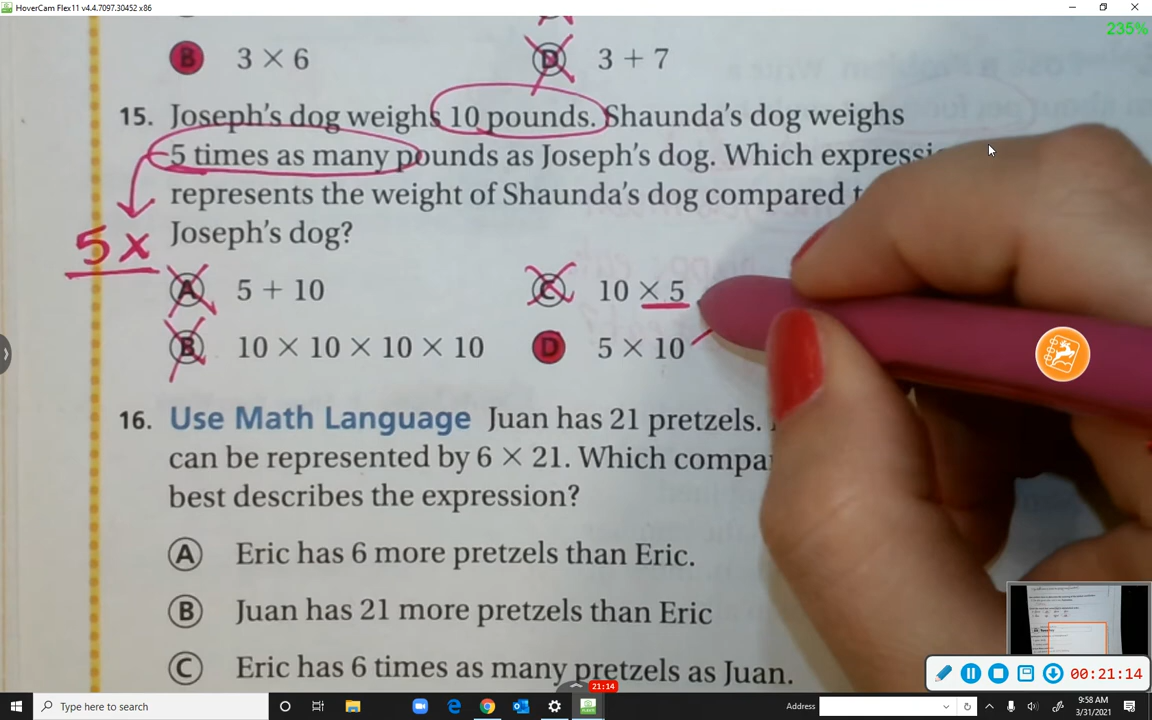 HoverCam Flex11 v4.4.7097.30452 x86
235%
B 3 × 6
D 3 + 7
15. Joseph's dog weighs 10 pounds. Shaunda's dog weighs
5 times as many pounds as Joseph's dog. Which
represents the weight of Shaunda's dog compared
5 x Joseph's dog?
A 5 + 10
C 10 × 5
B 10 × 10 × 10 × 10
D 5 × 10
16. Use Math Language Juan has 21 pretzels.
can be represented by 6 × 21. Which
best describes the expression?
A Eric has 6 more pretzels than Eric.
B Juan has 21 more pretzels than Eric
C Eric has 6 times as many pretzels as Juan.
00:21:14
21:14
Type here to search
Address
9:58 AM
3/31/2021